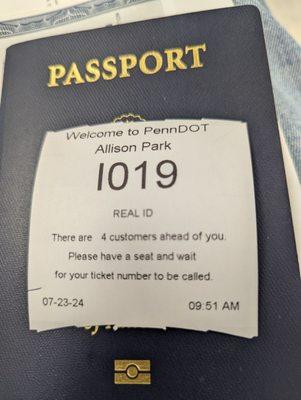 PASSPORT
Welcome to PennDOT
Allison Park
I019
REAL ID
There are 4 customers ahead of you.
Please have a seat and wait
for your ticket number to be called.
07-23-24 09:51 AM